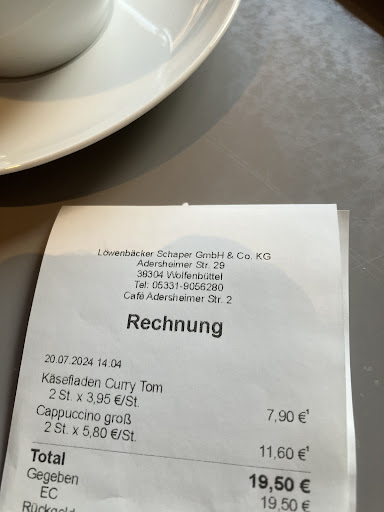 Löwenbäcker Schaper GmbH & Co. KG
Adersheimer Str. 29
38304 Wolfenbüttel
Tel: 05331-9056280
Café Adersheimer Str. 2
Rechnung
20.07.2024 14.04
Käsefladen Curry Tom
2 St. x 3,95 €/St. 7,90 €¹
Cappuccino groß
2 St. x 5,80 €/St. 11,60 €¹
Total 19,50 €
Gegeben
EC 19,50 €